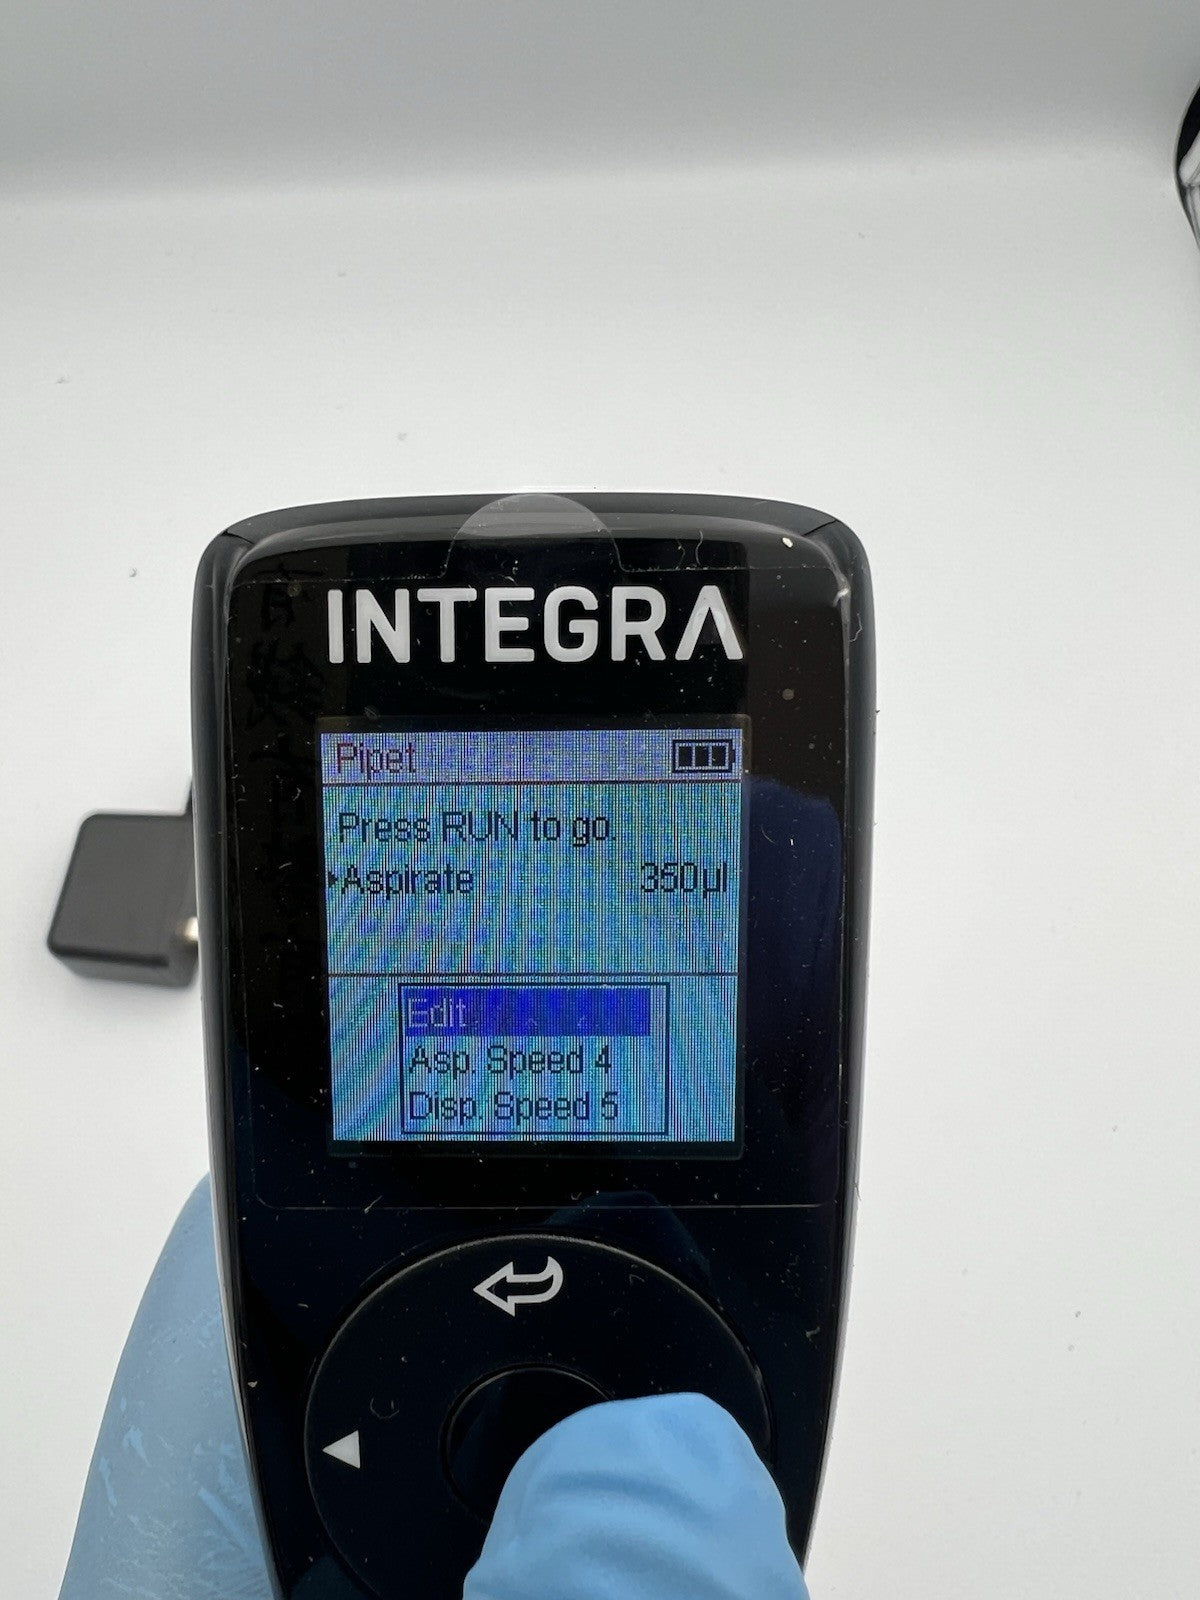 INTEGRA
Pipet
Press RUN to go.
Aspirate 350µl
Edit
Asp. Speed 4
Disp. Speed 5